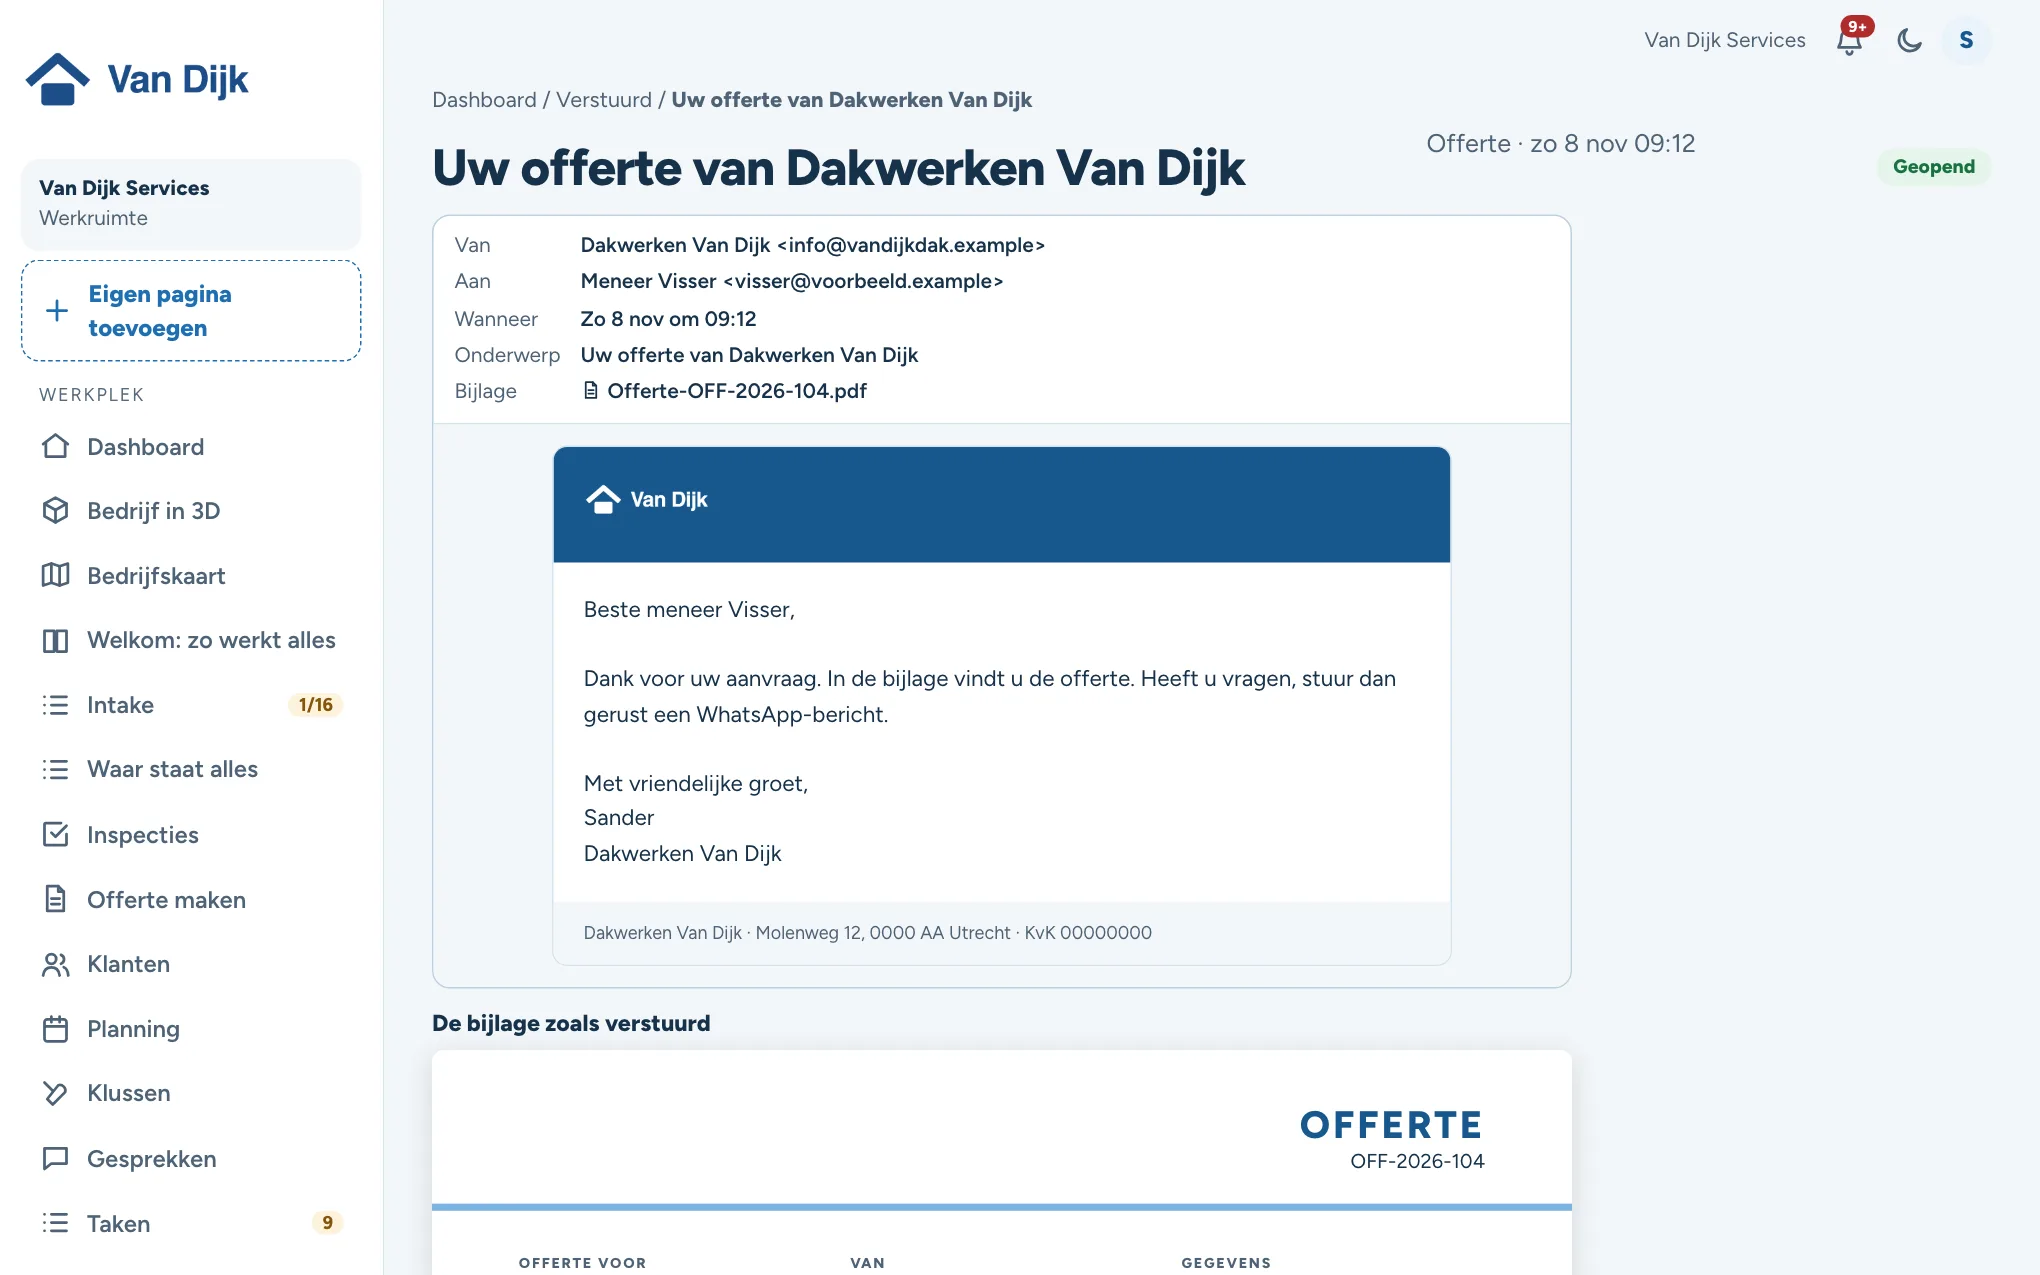 Van Dijk
Van Dijk Services
Werkruimte
Eigen pagina
toevoegen
WERKPLEK
Dashboard
Bedrijf in 3D
Bedrijfskaart
Welkom: zo werkt alles
Intake 1/16
Waar staat alles
Inspecties
Offerte maken
Klanten
Planning
Klussen
Gesprekken
Taken 9
Van Dijk Services 9+ S
Dashboard / Verstuurd / Uw offerte van Dakwerken Van Dijk
Uw offerte van Dakwerken Van Dijk
Offerte · zo 8 nov 09:12
Geopend
Van Dakwerken Van Dijk <info@vandijkdak.example>
Aan Meneer Visser <visser@voorbeeld.example>
Wanneer Zo 8 nov om 09:12
Onderwerp Uw offerte van Dakwerken Van Dijk
Bijlage Offerte-OFF-2026-104.pdf
Van Dijk
Beste meneer Visser,
Dank voor uw aanvraag. In de bijlage vindt u de offerte. Heeft u vragen, stuur dan
gerust een WhatsApp-bericht.
Met vriendelijke groet,
Sander
Dakwerken Van Dijk
Dakwerken Van Dijk · Molenweg 12, 0000 AA Utrecht · KvK 00000000
De bijlage zoals verstuurd
OFFERTE
OFF-2026-104
OFFERTE VOOR VAN GEGEVENS